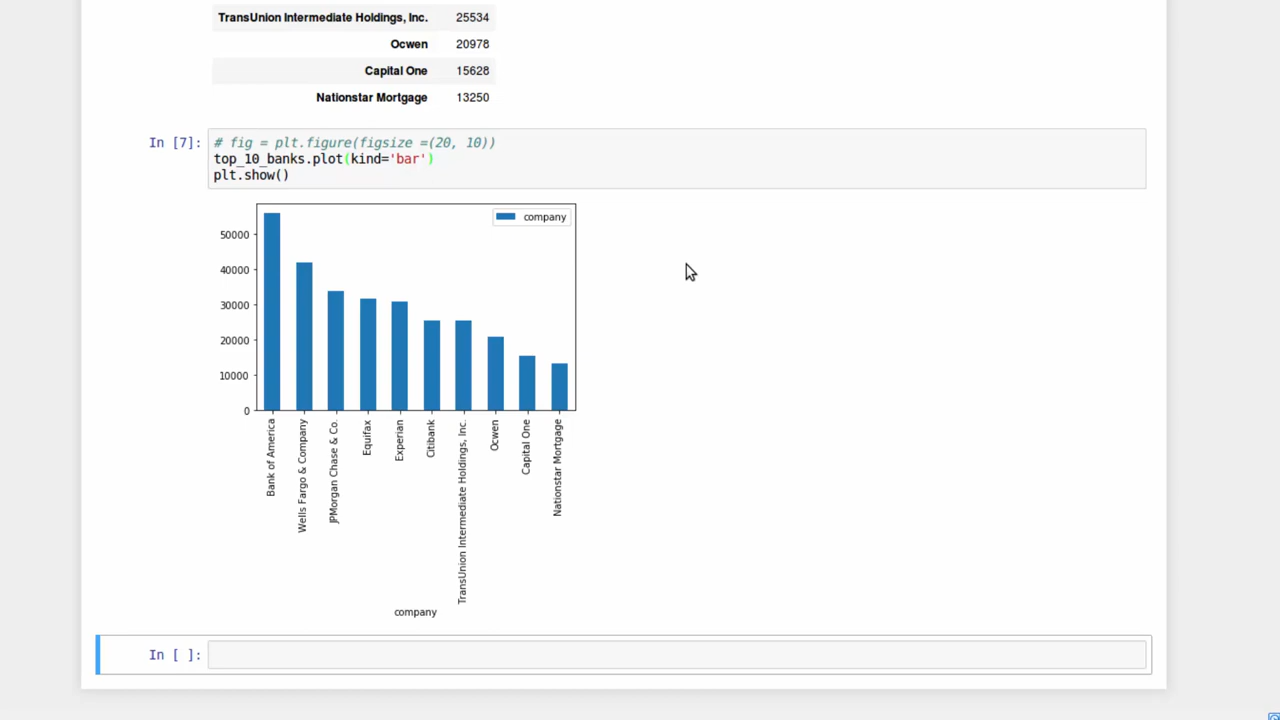 TransUnion Intermediate Holdings, Inc. 25534
Ocwen 20978
Capital One 15628
Nationstar Mortgage 13250
In [7]: # fig = plt.figure(figsize =(20, 10))
top_10_banks.plot(kind='bar')
plt.show()
company
50000
40000
30000
20000
10000
0
Bank of America
Wells Fargo & Company
JPMorgan Chase & Co.
Equifax
Experian
Citibank
TransUnion Intermediate Holdings, Inc.
Ocwen
Capital One
Nationstar Mortgage
company
In [ ]: